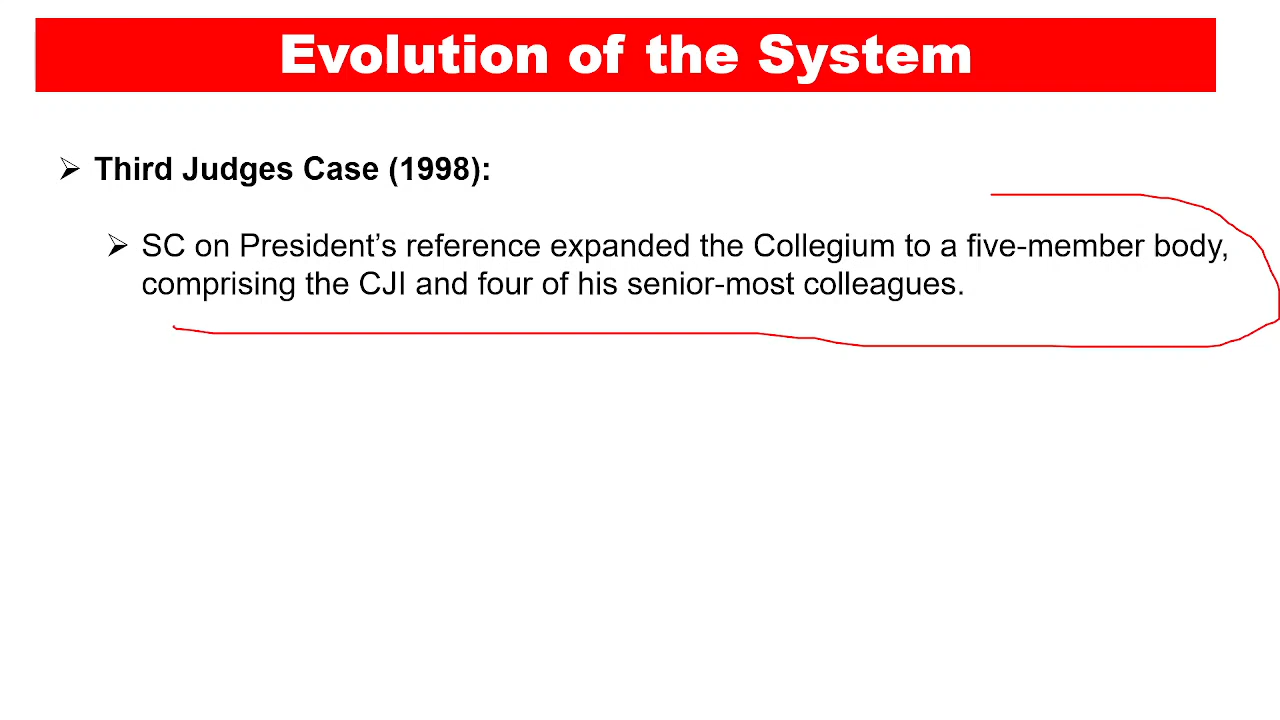 Evolution of the System
➢ Third Judges Case (1998):
➢ SC on President’s reference expanded the Collegium to a five-member body,
comprising the CJI and four of his senior-most colleagues.